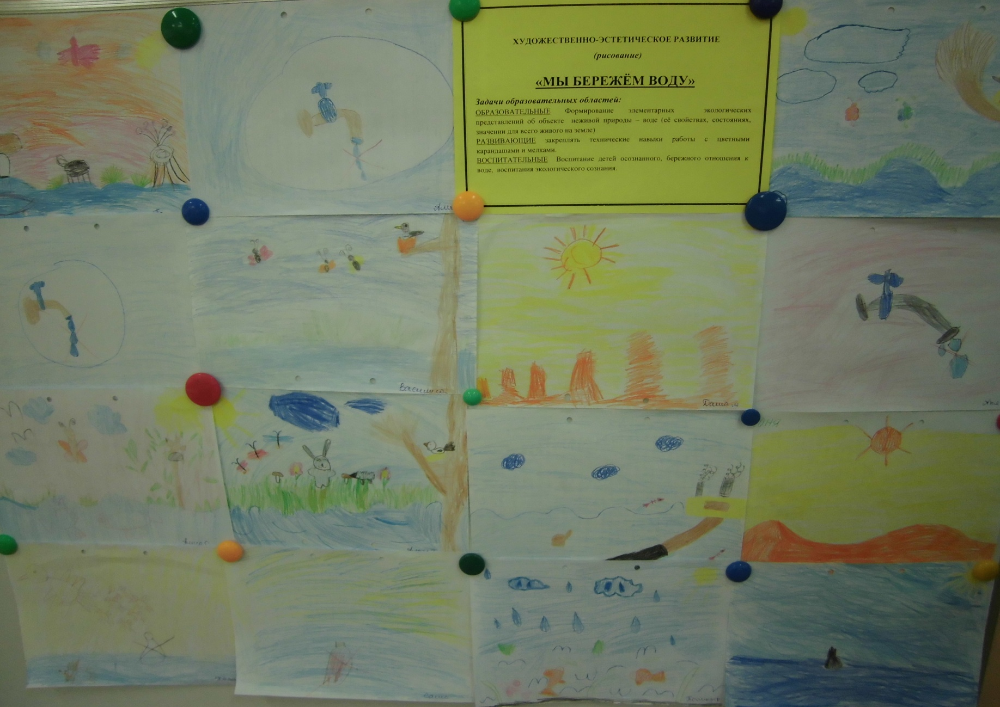 ХУДОЖЕСТВЕННО-ЭСТЕТИЧЕСКОЕ РАЗВИТИЕ
(рисование)
«МЫ БЕРЕЖЁМ ВОДУ»
Задачи образовательных областей:
ОБРАЗОВАТЕЛЬНЫЕ Формирование элементарных экологических
представлений об объекте неживой природы – воде (её свойствах, состояниях,
значении для всего живого на земле)
РАЗВИВАЮЩИЕ закреплять технические навыки работы с цветными
карандашами и мелками.
ВОСПИТАТЕЛЬНЫЕ Воспитание детей осознанного, бережного отношения к
воде, воспитания экологического сознания.
Даша